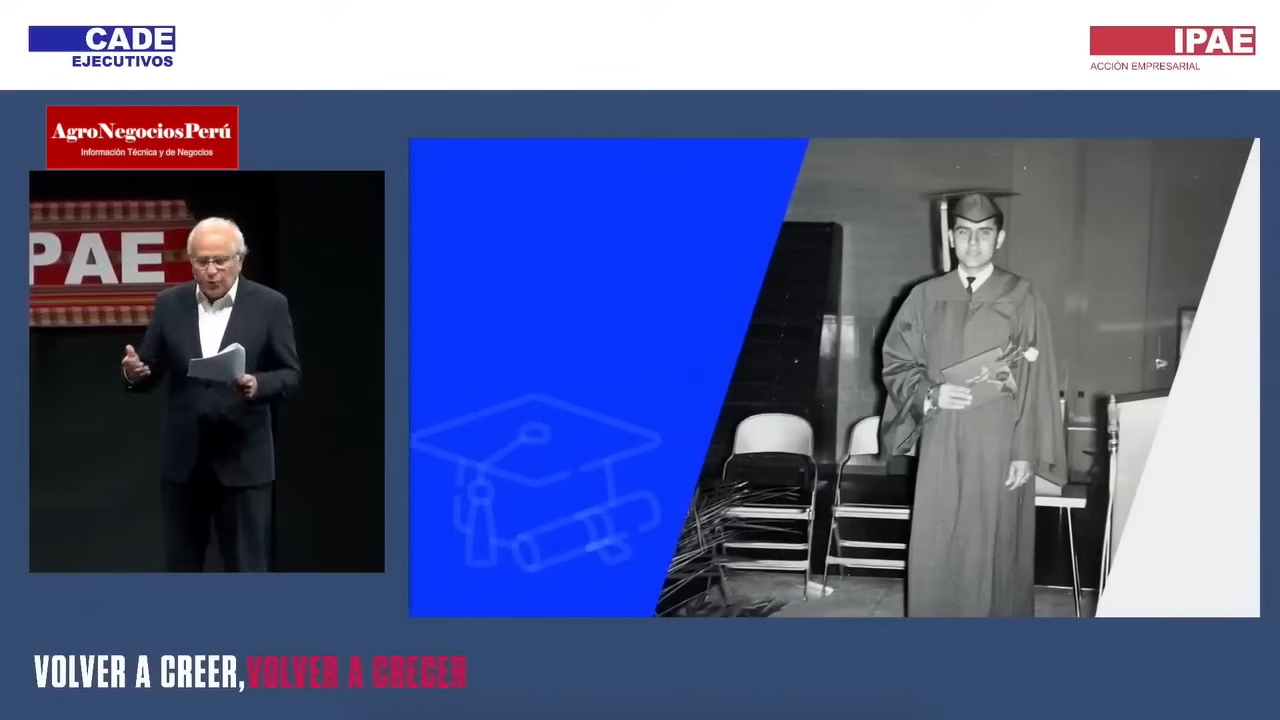 CADE
EJECUTIVOS
IPAE
ACCIÓN EMPRESARIAL
AgroNegociosPerú
Información Técnica y de Negocios
PAE
VOLVER A CREER, VOLVER A CRECER